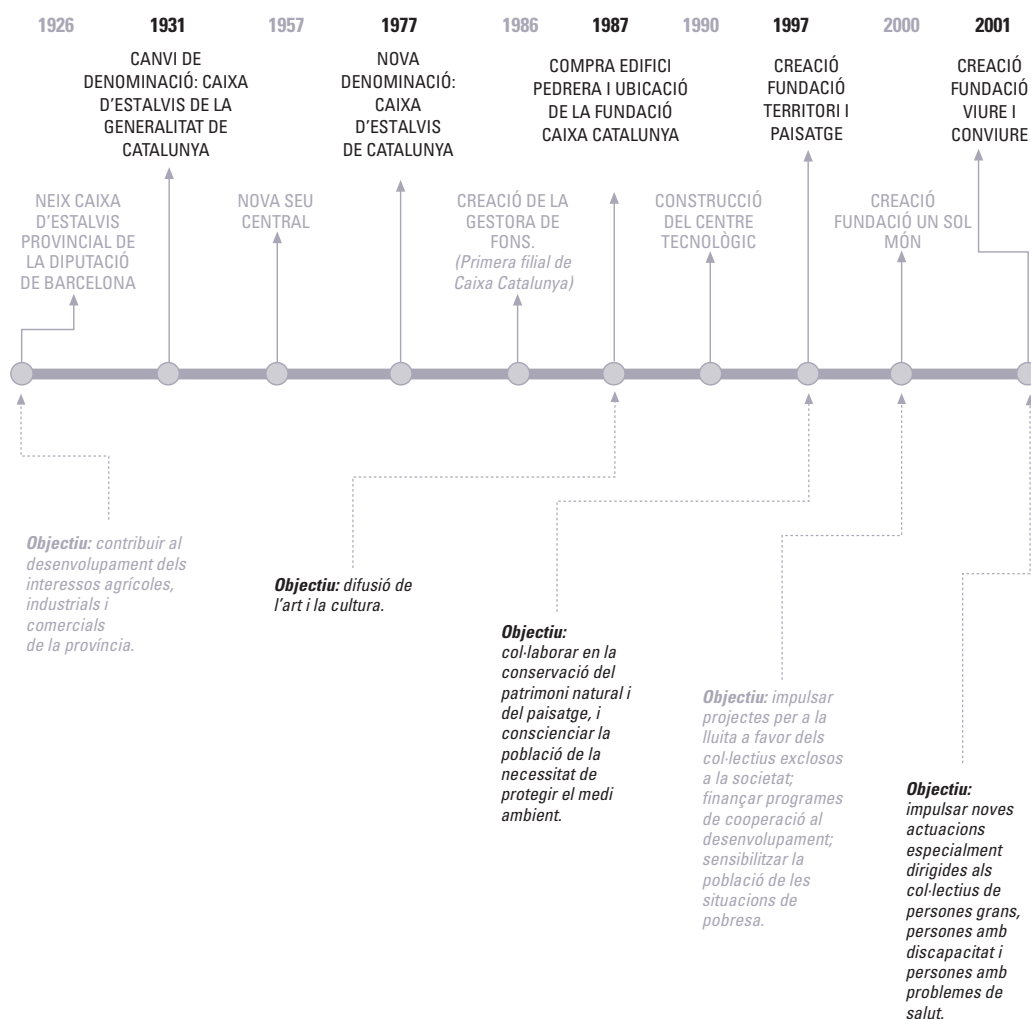 1926
1931
1957
1977
1986
1987
1990
1997
2000
2001
CANVI DE
DENOMINACIÓ: CAIXA
D'ESTALVIS DE LA
GENERALITAT DE
CATALUNYA
NOVA
DENOMINACIÓ:
CAIXA
D'ESTALVIS
DE CATALUNYA
COMPRA EDIFICI
PEDRERA I UBICACIÓ
DE LA FUNDACIÓ
CAIXA CATALUNYA
CREACIÓ
FUNDACIÓ
TERRITORI I
PAISATGE
CREACIÓ
FUNDACIÓ
VIURE I
CONVIURE
NEIX CAIXA
D'ESTALVIS
PROVINCIAL DE
LA DIPUTACIÓ
DE BARCELONA
NOVA SEU
CENTRAL
CREACIÓ DE LA
GESTORA DE
FONS.
(Primera filial de
Caixa Catalunya)
CONSTRUCCIÓ
DEL CENTRE
TECNOLÒGIC
CREACIÓ
FUNDACIÓ UN SOL
MÓN
Objectiu: contribuir al
desenvolupament dels
interessos agrícoles,
industrials i
comercials
de la província.
Objectiu: difusió de
l'art i la cultura.
Objectiu:
col·laborar en la
conservació del
patrimoni natural i
del paisatge, i
conscienciar la
població de la
necessitat de
protegir el medi
ambient.
Objectiu: impulsar
projectes per a la
lluita a favor dels
col·lectius exclosos
a la societat;
finançar programes
de cooperació al
desenvolupament;
sensibilitzar la
població de les
situacions de
pobresa.
Objectiu:
impulsar noves
actuacions
especialment
dirigides als
col·lectius de
persones grans,
persones amb
discapacitat i
persones amb
problemes de
salut.